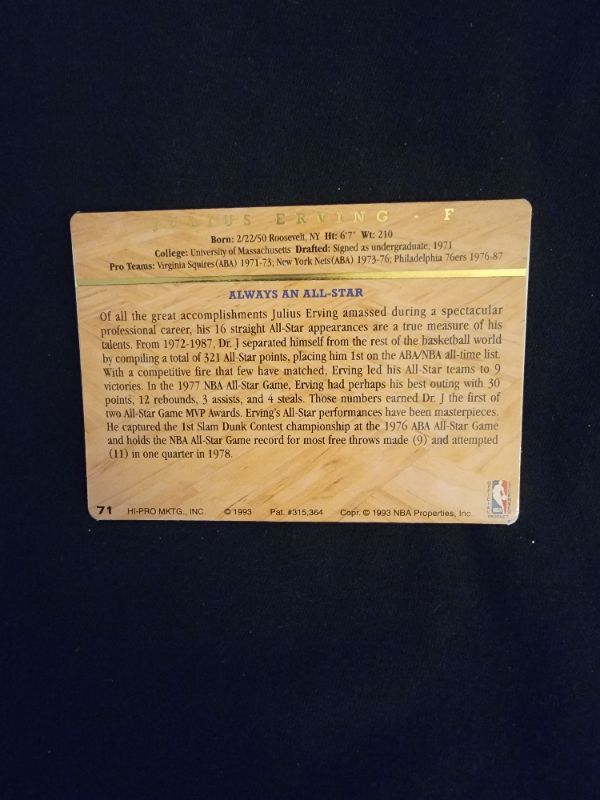 JULIUS ERVING - F
Born: 2/22/50 Roosevelt, NY Ht: 6'7" Wt: 210
College: University of Massachusetts Drafted: Signed as undergraduate, 1971
Pro Teams: Virginia Squires (ABA) 1971-73; New York Nets (ABA) 1973-76; Philadelphia 76ers 1976-87
ALWAYS AN ALL-STAR
Of all the great accomplishments Julius Erving amassed during a spectacular
professional career, his 16 straight All-Star appearances are a true measure of his
talents. From 1972-1987, Dr. J separated himself from the rest of the basketball world
by compiling a total of 321 All-Star points, placing him 1st on the ABA/NBA all-time list.
With a competitive fire that few have matched, Erving led his All-Star teams to 9
victories. In the 1977 NBA All-Star Game, Erving had perhaps his best outing with 30
points, 12 rebounds, 3 assists, and 4 steals. Those numbers earned Dr. J the first of
two All-Star Game MVP Awards. Erving's All-Star performances have been masterpieces.
He captured the 1st Slam Dunk Contest championship at the 1976 ABA All-Star Game
and holds the NBA All-Star Game record for most free throws made (9) and attempted
(11) in one quarter in 1978.
71 HI-PRO MKTG., INC. © 1993 Pat. #315,364 Copr. © 1993 NBA Properties, Inc.
NBA